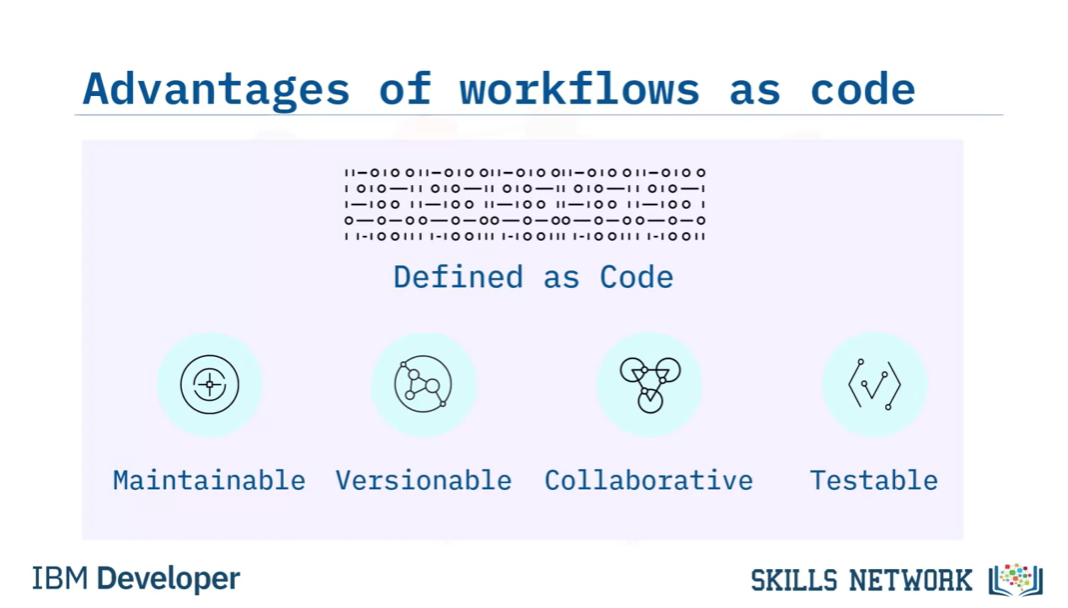 Advantages of workflows as code
Defined as Code
Maintainable Versionable Collaborative Testable
IBM Developer
SKILLS NETWORK